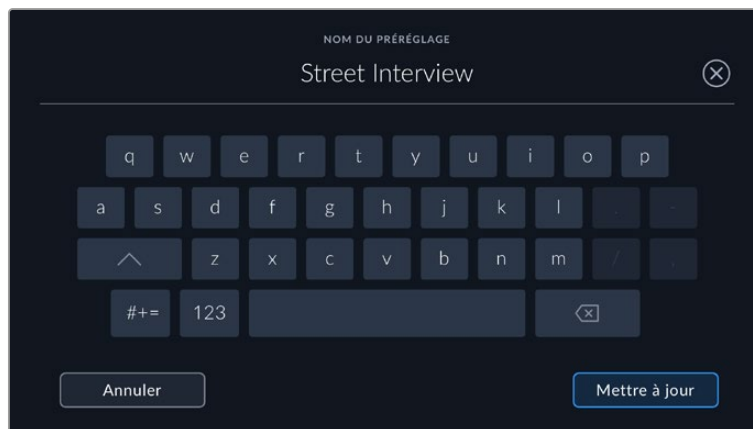 NOM DU PRÉRÉGLAGE
Street Interview
q w e r t y u i o p
a s d f g h j k l . -
z x c v b n m / ,
#+= 123
Annuler Mettre à jour